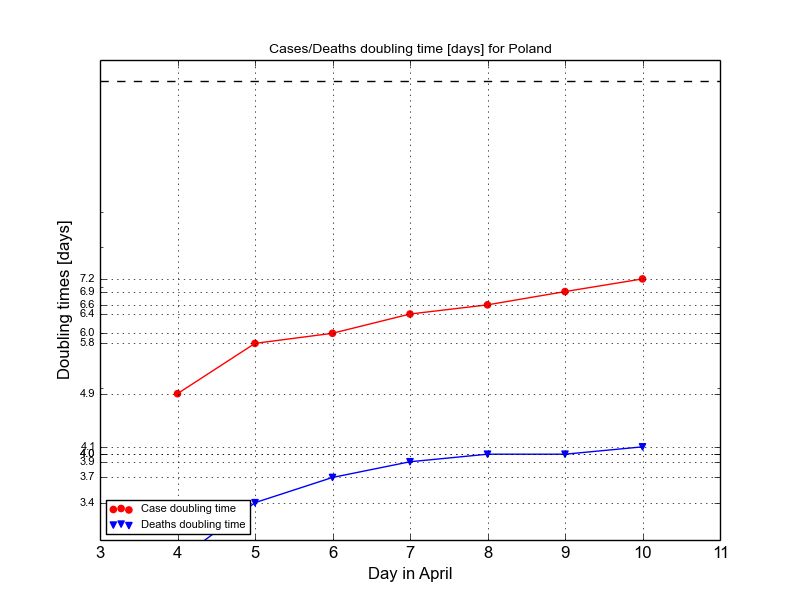 Cases/Deaths doubling time [days] for Poland
Doubling times [days]
7.2
6.9
6.6
6.4
6.0
5.8
4.9
4.1
4.0
3.9
3.7
3.4
Case doubling time
Deaths doubling time
3 4 5 6 7 8 9 10 11
Day in April